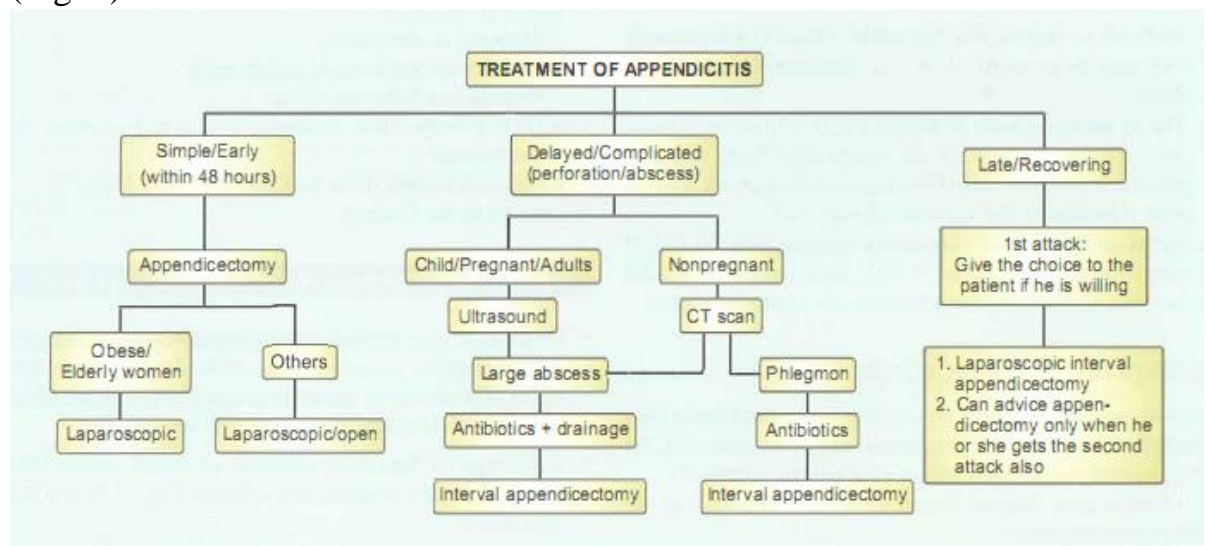 TREATMENT OF APPENDICITIS
Simple/Early
(within 48 hours)
Delayed/Complicated
(perforation/abscess)
Late/Recovering
Appendicectomy
Child/Pregnant/Adults
Nonpregnant
1st attack:
Give the choice to the
patient if he is willing
Ultrasound
CT scan
Obese/
Elderly women
Others
Large abscess
Phlegmon
1. Laparoscopic interval
appendicectomy
2. Can advice appen-
dicectomy only when he
or she gets the second
attack also
Laparoscopic
Laparoscopic/open
Antibiotics + drainage
Antibiotics
Interval appendicectomy
Interval appendicectomy